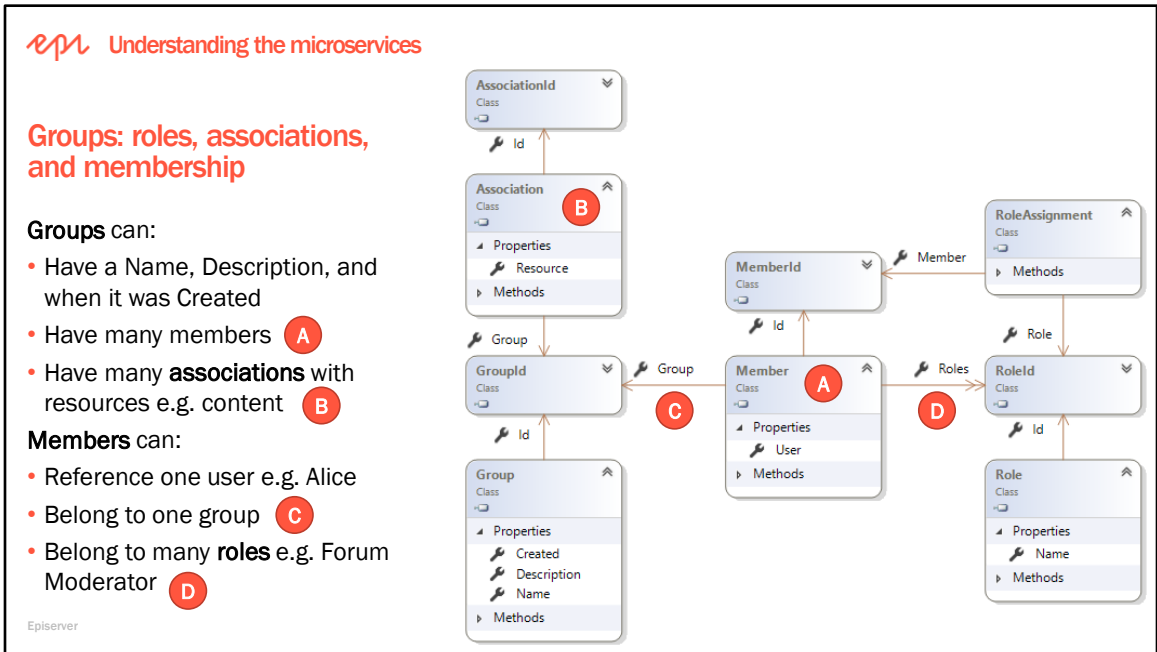 epi Understanding the microservices
Groups: roles, associations,
and membership
Groups can:
• Have a Name, Description, and
when it was Created
• Have many members A
• Have many associations with
resources e.g. content B
Members can:
• Reference one user e.g. Alice
• Belong to one group C
• Belong to many roles e.g. Forum
Moderator D
Episerver
AssociationId
Class
Id
Association
Class
B
Properties
Resource
Methods
Group
GroupId
Class
Id
Group
Class
Properties
Created
Description
Name
Methods
Group
C
MemberId
Class
Id
Member
Class
A
Properties
User
Methods
Member
Roles
D
RoleAssignment
Class
Methods
Role
RoleId
Class
Id
Role
Class
Properties
Name
Methods